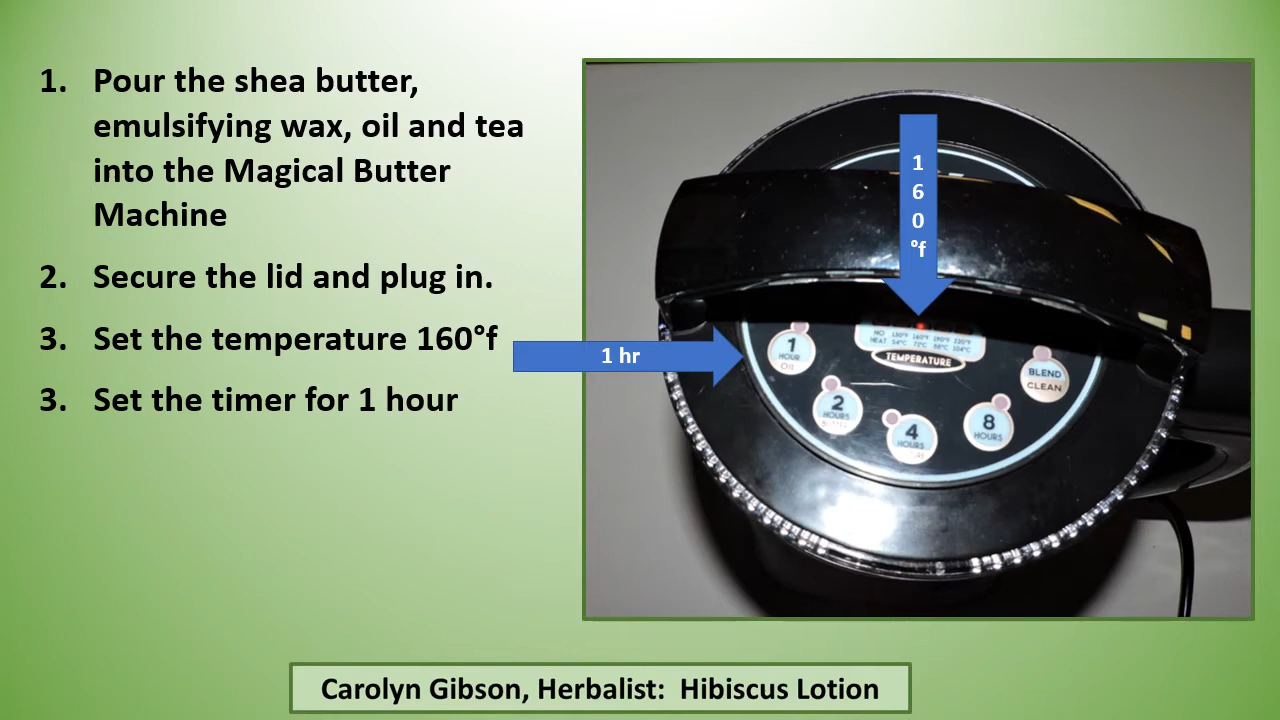 1. Pour the shea butter,
emulsifying wax, oil and tea
into the Magical Butter
Machine
2. Secure the lid and plug in.
3. Set the temperature 160°f
3. Set the timer for 1 hour
1
6
0
°f
1 hr
NO 130°F 160°F 190°F 220°F
HEAT 54°C 71°C 88°C 104°C
TEMPERATURE
1
HOUR
OIL
2
HOURS
4
HOURS
8
HOURS
BLEND
CLEAN
Carolyn Gibson, Herbalist: Hibiscus Lotion